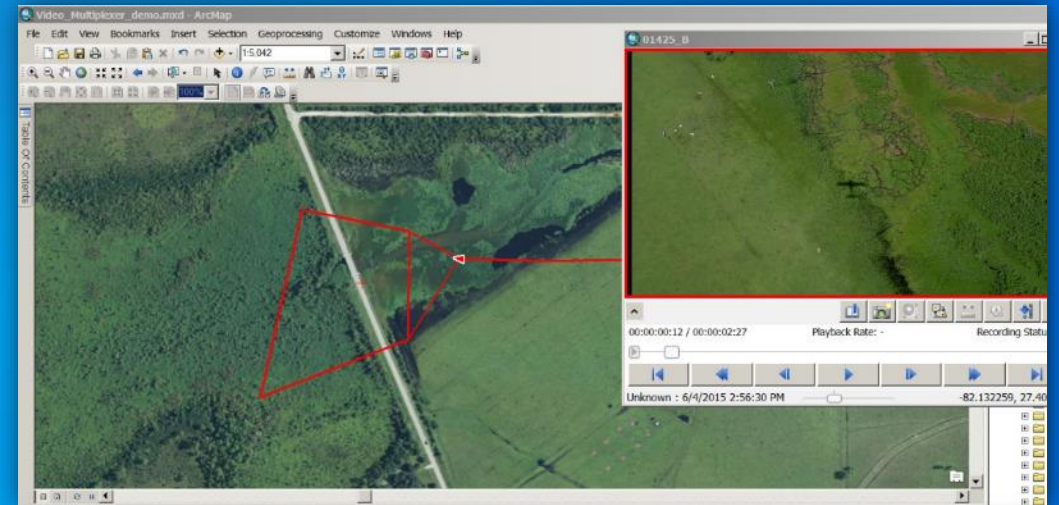 Video_Multiplexer_demo.mxd - ArcMap
File Edit View Bookmarks Insert Selection Geoprocessing Customize Windows Help
1:5,042
100%
Table Of Contents
01425_B
00:00:00:12 / 00:00:02:27 Playback Rate: - Recording Statu
Unknown : 6/4/2015 2:56:30 PM -82.132259, 27.40